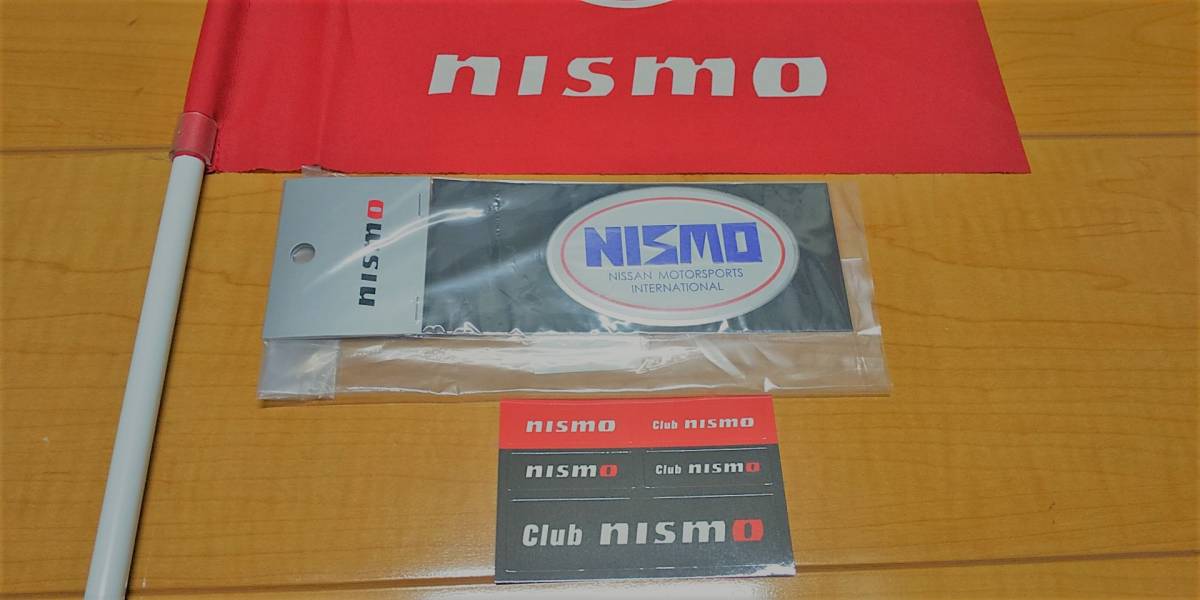 nismo
nismo
NISMO
NISSAN MOTORSPORTS
INTERNATIONAL
nismo
Club nismo
nismo
Club nismo
Club nismo